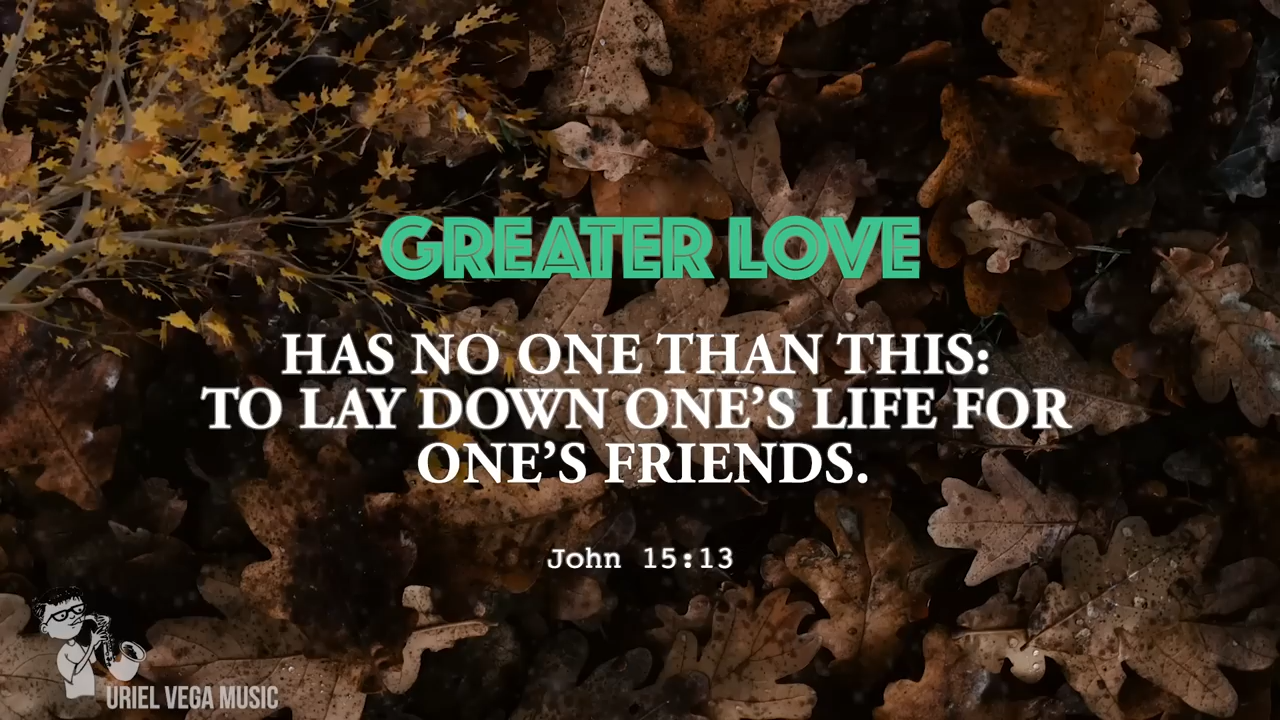 GREATER LOVE
HAS NO ONE THAN THIS:
TO LAY DOWN ONE’S LIFE FOR
ONE’S FRIENDS.
John 15:13
URIEL VEGA MUSIC